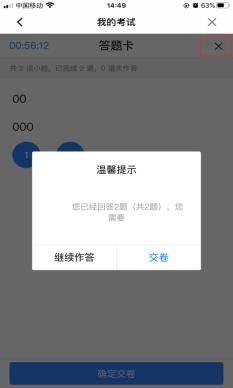 中国移动 14:49 63%
我的考试
00:56:12 答题卡
共 2 道小题，已完成 2 道，0 道未作答
00
000
1
温馨提示
您已经回答2题（共2题），您
需要
继续作答 交卷
确定交卷